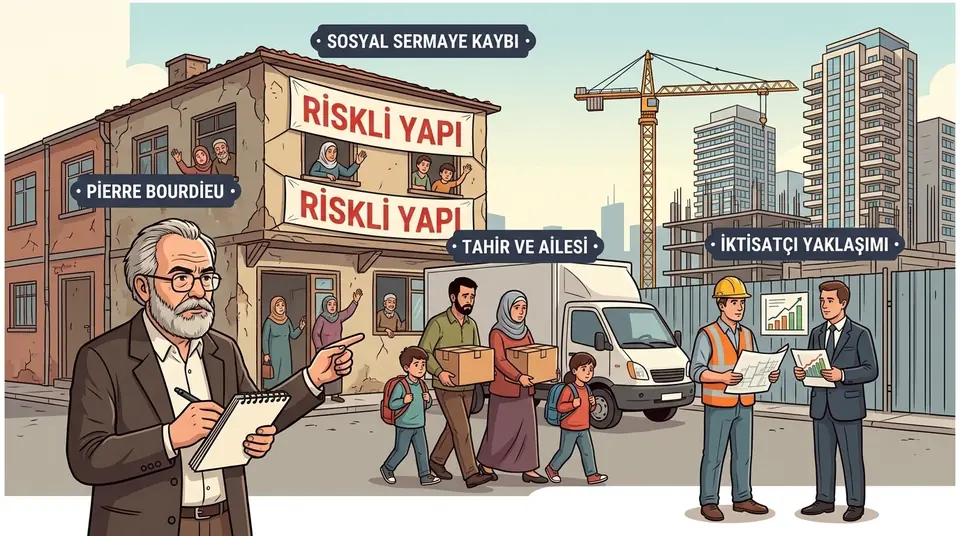 SOSYAL SERMAYE KAYBI
RİSKLİ YAPI
RİSKLİ YAPI
PİERRE BOURDİEU
TAHİR VE AİLESİ
İKTİSATÇI YAKLAŞIMI